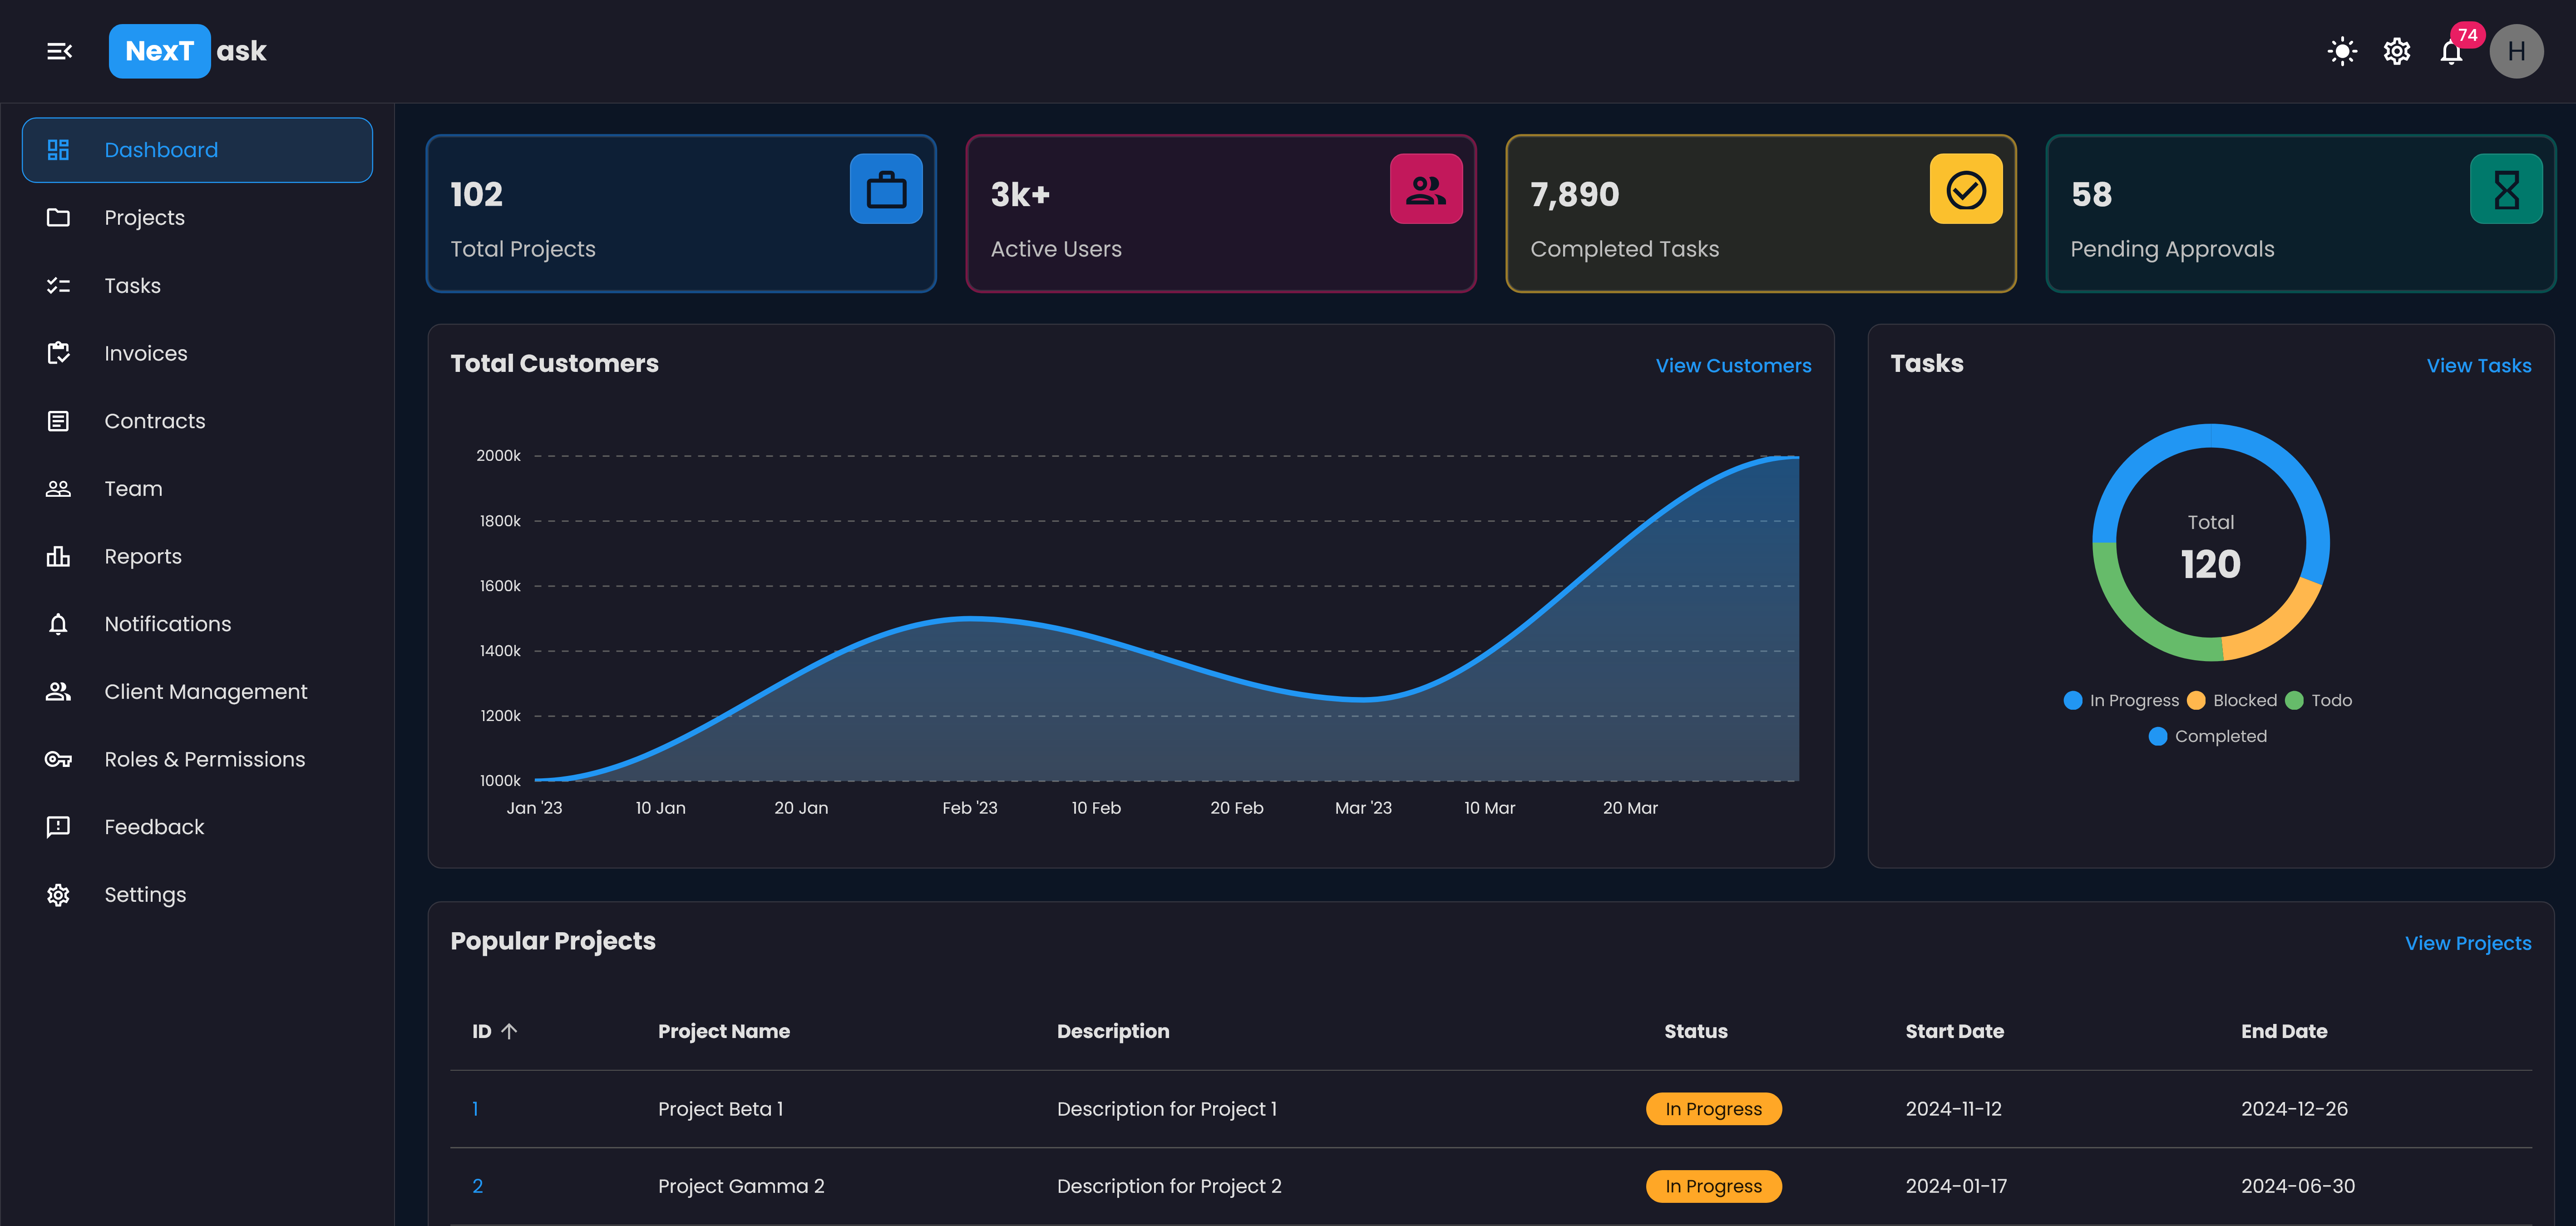 NexT ask
74 H
Dashboard
Projects
Tasks
Invoices
Contracts
Team
Reports
Notifications
Client Management
Roles & Permissions
Feedback
Settings
102
Total Projects
3k+
Active Users
7,890
Completed Tasks
58
Pending Approvals
Total Customers
View Customers
2000k
1800k
1600k
1400k
1200k
1000k
Jan '23 10 Jan 20 Jan Feb '23 10 Feb 20 Feb Mar '23 10 Mar 20 Mar
Tasks
View Tasks
Total
120
In Progress Blocked Todo
Completed
Popular Projects
View Projects
ID Project Name Description Status Start Date End Date
1 Project Beta 1 Description for Project 1 In Progress 2024-11-12 2024-12-26
2 Project Gamma 2 Description for Project 2 In Progress 2024-01-17 2024-06-30